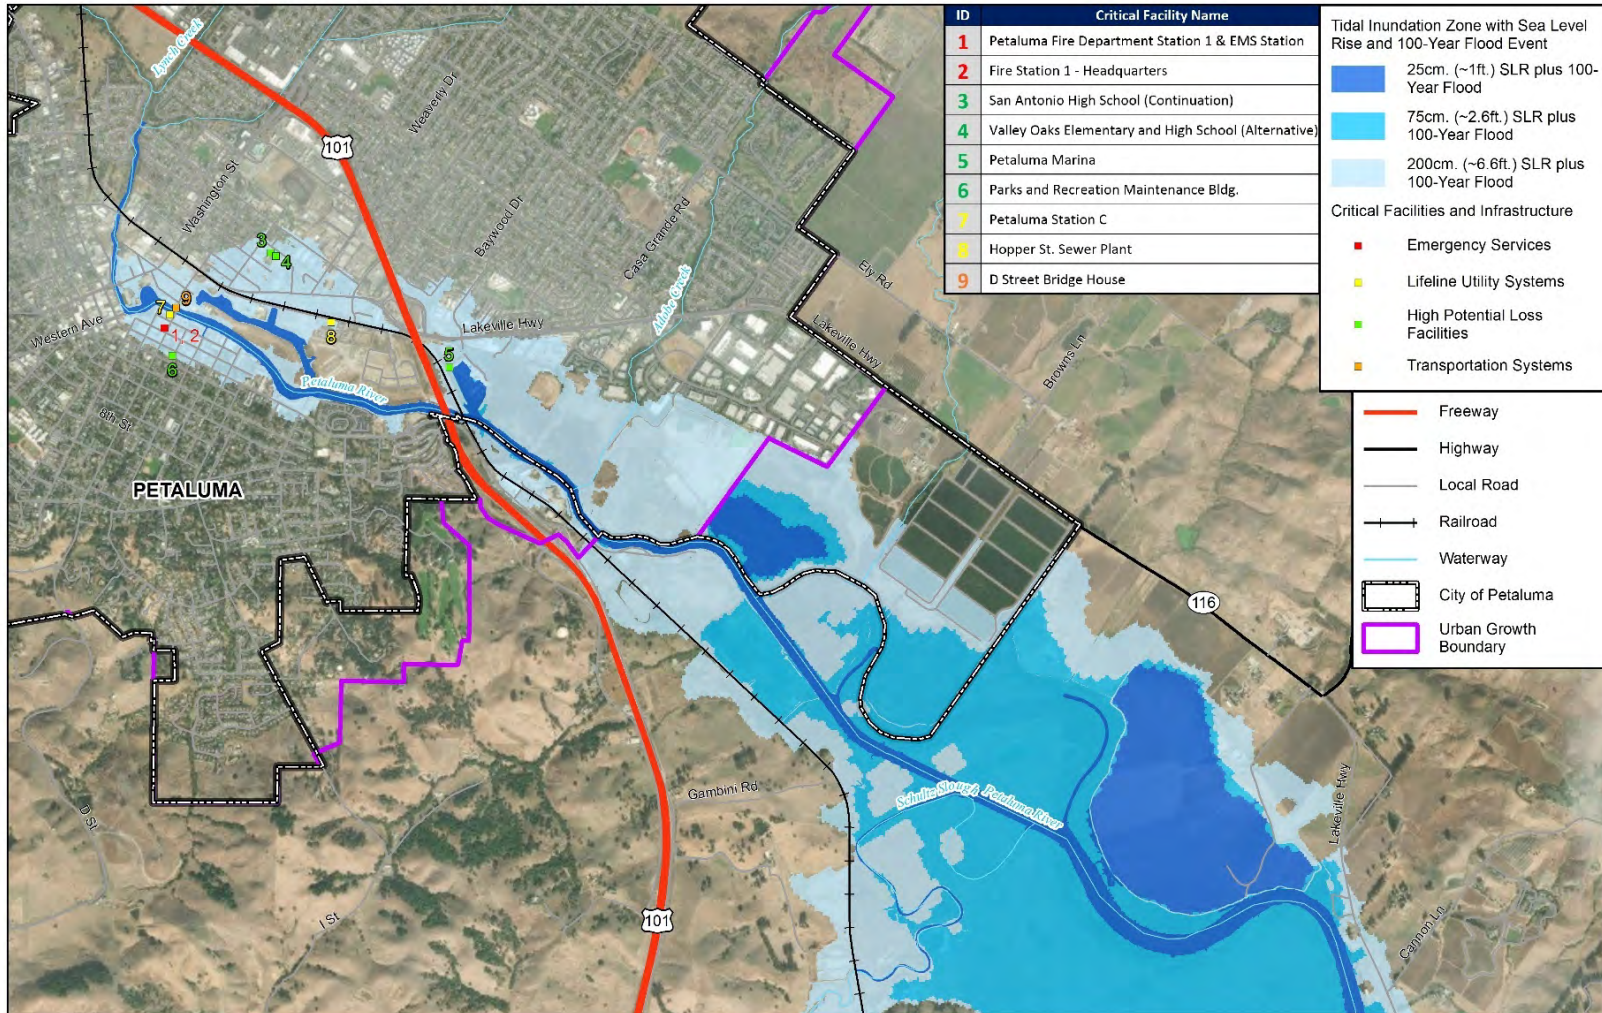 ID Critical Facility Name
1 Petaluma Fire Department Station 1 & EMS Station
2 Fire Station 1 - Headquarters
3 San Antonio High School (Continuation)
4 Valley Oaks Elementary and High School (Alternative)
5 Petaluma Marina
6 Parks and Recreation Maintenance Bldg.
7 Petaluma Station C
8 Hopper St. Sewer Plant
9 D Street Bridge House
Tidal Inundation Zone with Sea Level
Rise and 100-Year Flood Event
25cm. (~1ft.) SLR plus 100-
Year Flood
75cm. (~2.6ft.) SLR plus
100-Year Flood
200cm. (~6.6ft.) SLR plus
100-Year Flood
Critical Facilities and Infrastructure
Emergency Services
Lifeline Utility Systems
High Potential Loss
Facilities
Transportation Systems
Freeway
Highway
Local Road
Railroad
Waterway
City of Petaluma
Urban Growth
Boundary
Lynch Creek
Weaverly Dr
101
Washington St
Baywood Dr
Casa Grande Rd
Adobe Creek
Ely Rd
3
4
9
7
8
1, 2
6
5
Western Ave
Lakeville Hwy
Lakeville Hwy
Browns Ln
Petaluma River
8th St
PETALUMA
116
D St
I St
Gambini Rd
101
Schultz Slough
Petaluma River
Lakeville Hwy
Cannon Ln